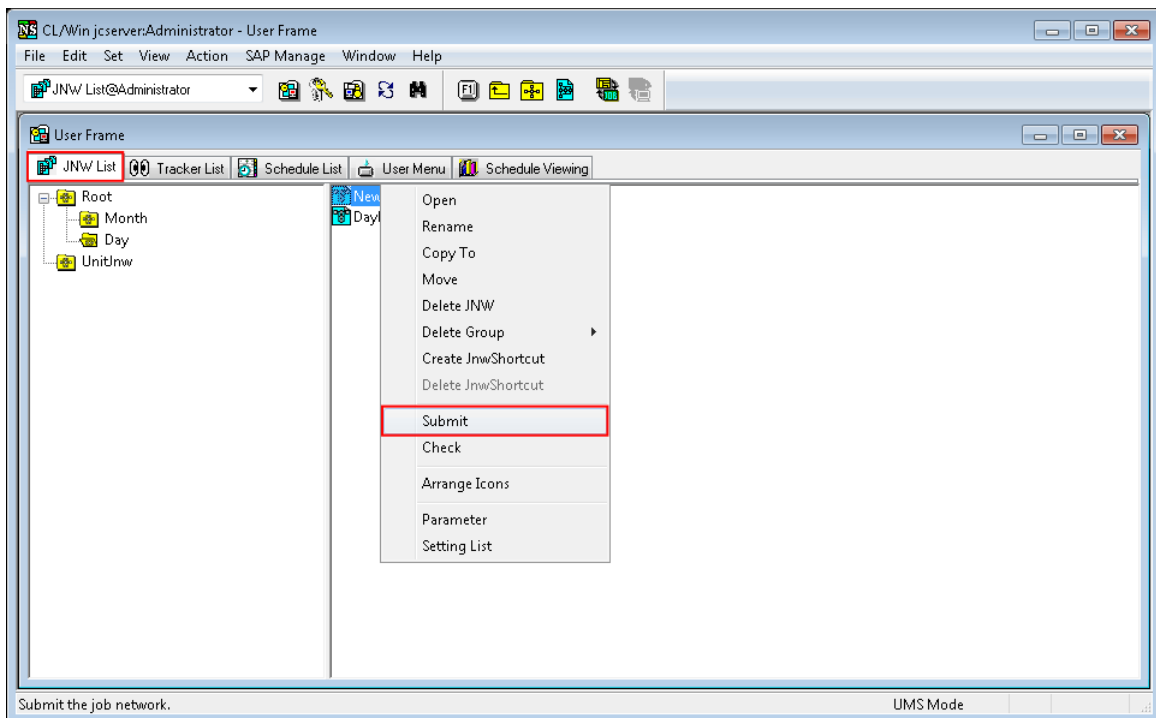 CL/Win jcserver:Administrator - User Frame
File Edit Set View Action SAP Manage Window Help
JNW List@Administrator
F1
User Frame
JNW List Tracker List Schedule List User Menu Schedule Viewing
Root
Month
Day
UnitJnw
New
Open
Rename
Copy To
Move
Delete JNW
Delete Group
Create JnwShortcut
Delete JnwShortcut
Submit
Check
Arrange Icons
Parameter
Setting List
Submit the job network.
UMS Mode